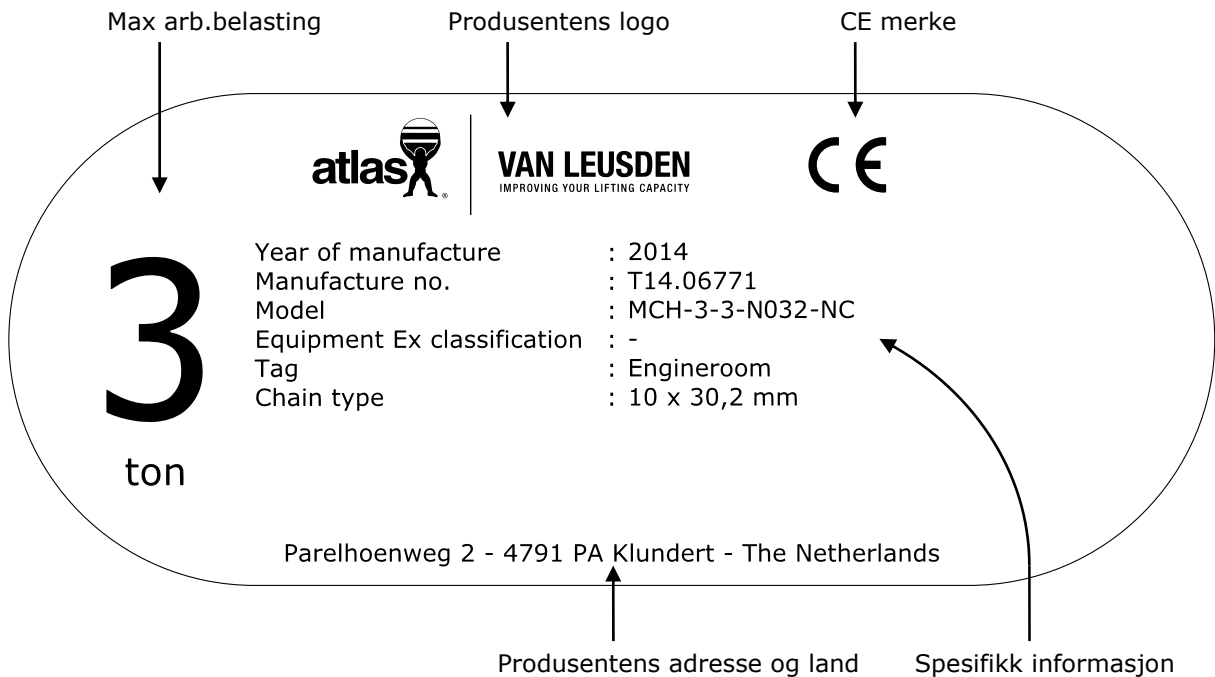 Max arb.belasting Produsentens logo CE merke
atlas® VAN LEUSDEN CE
IMPROVING YOUR LIFTING CAPACITY
3
ton
Year of manufacture : 2014
Manufacture no. : T14.06771
Model : MCH-3-3-N032-NC
Equipment Ex classification : -
Tag : Engineroom
Chain type : 10 x 30,2 mm
Parelhoenweg 2 - 4791 PA Klundert - The Netherlands
Produsentens adresse og land Spesifikk informasjon